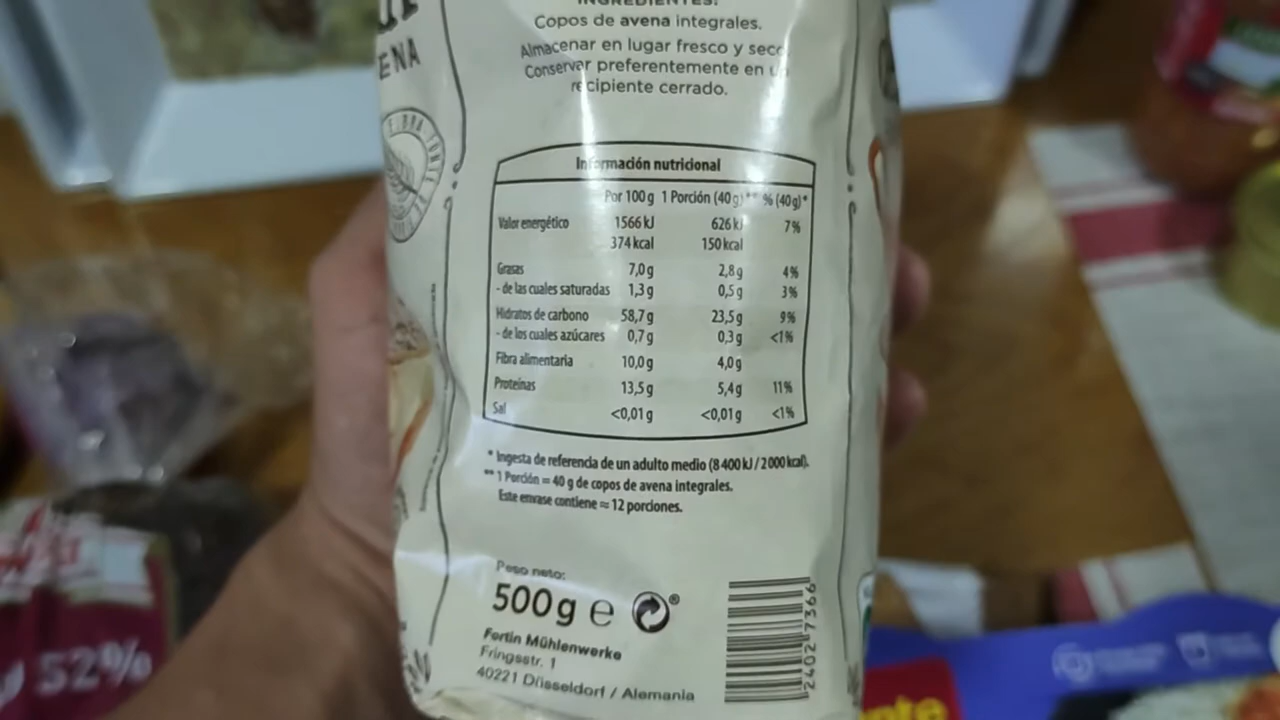 INGREDIENTES:
Copos de avena integrales.
Almacenar en lugar fresco y seco
Conservar preferentemente en un
recipiente cerrado.
ENA
Información nutricional
Por 100 g 1 Porción (40 g)** % (40 g)*
Valor energético 1566 kJ 626 kJ 7%
374 kcal 150 kcal
Grasas 7,0 g 2,8 g 4%
- de las cuales saturadas 1,3 g 0,5 g 3%
Hidratos de carbono 58,7 g 23,5 g 9%
- de los cuales azúcares 0,7 g 0,3 g <1%
Fibra alimentaria 10,0 g 4,0 g
Proteínas 13,5 g 5,4 g 11%
Sal <0,01 g <0,01 g <1%
* Ingesta de referencia de un adulto medio (8 400 kJ / 2 000 kcal).
** 1 Porción = 40 g de copos de avena integrales.
Este envase contiene ≈ 12 porciones.
Peso neto:
500 g e
Fortin Mühlenwerke
Fringsstr. 1
40221 Düsseldorf / Alemania
2402 7366
52%